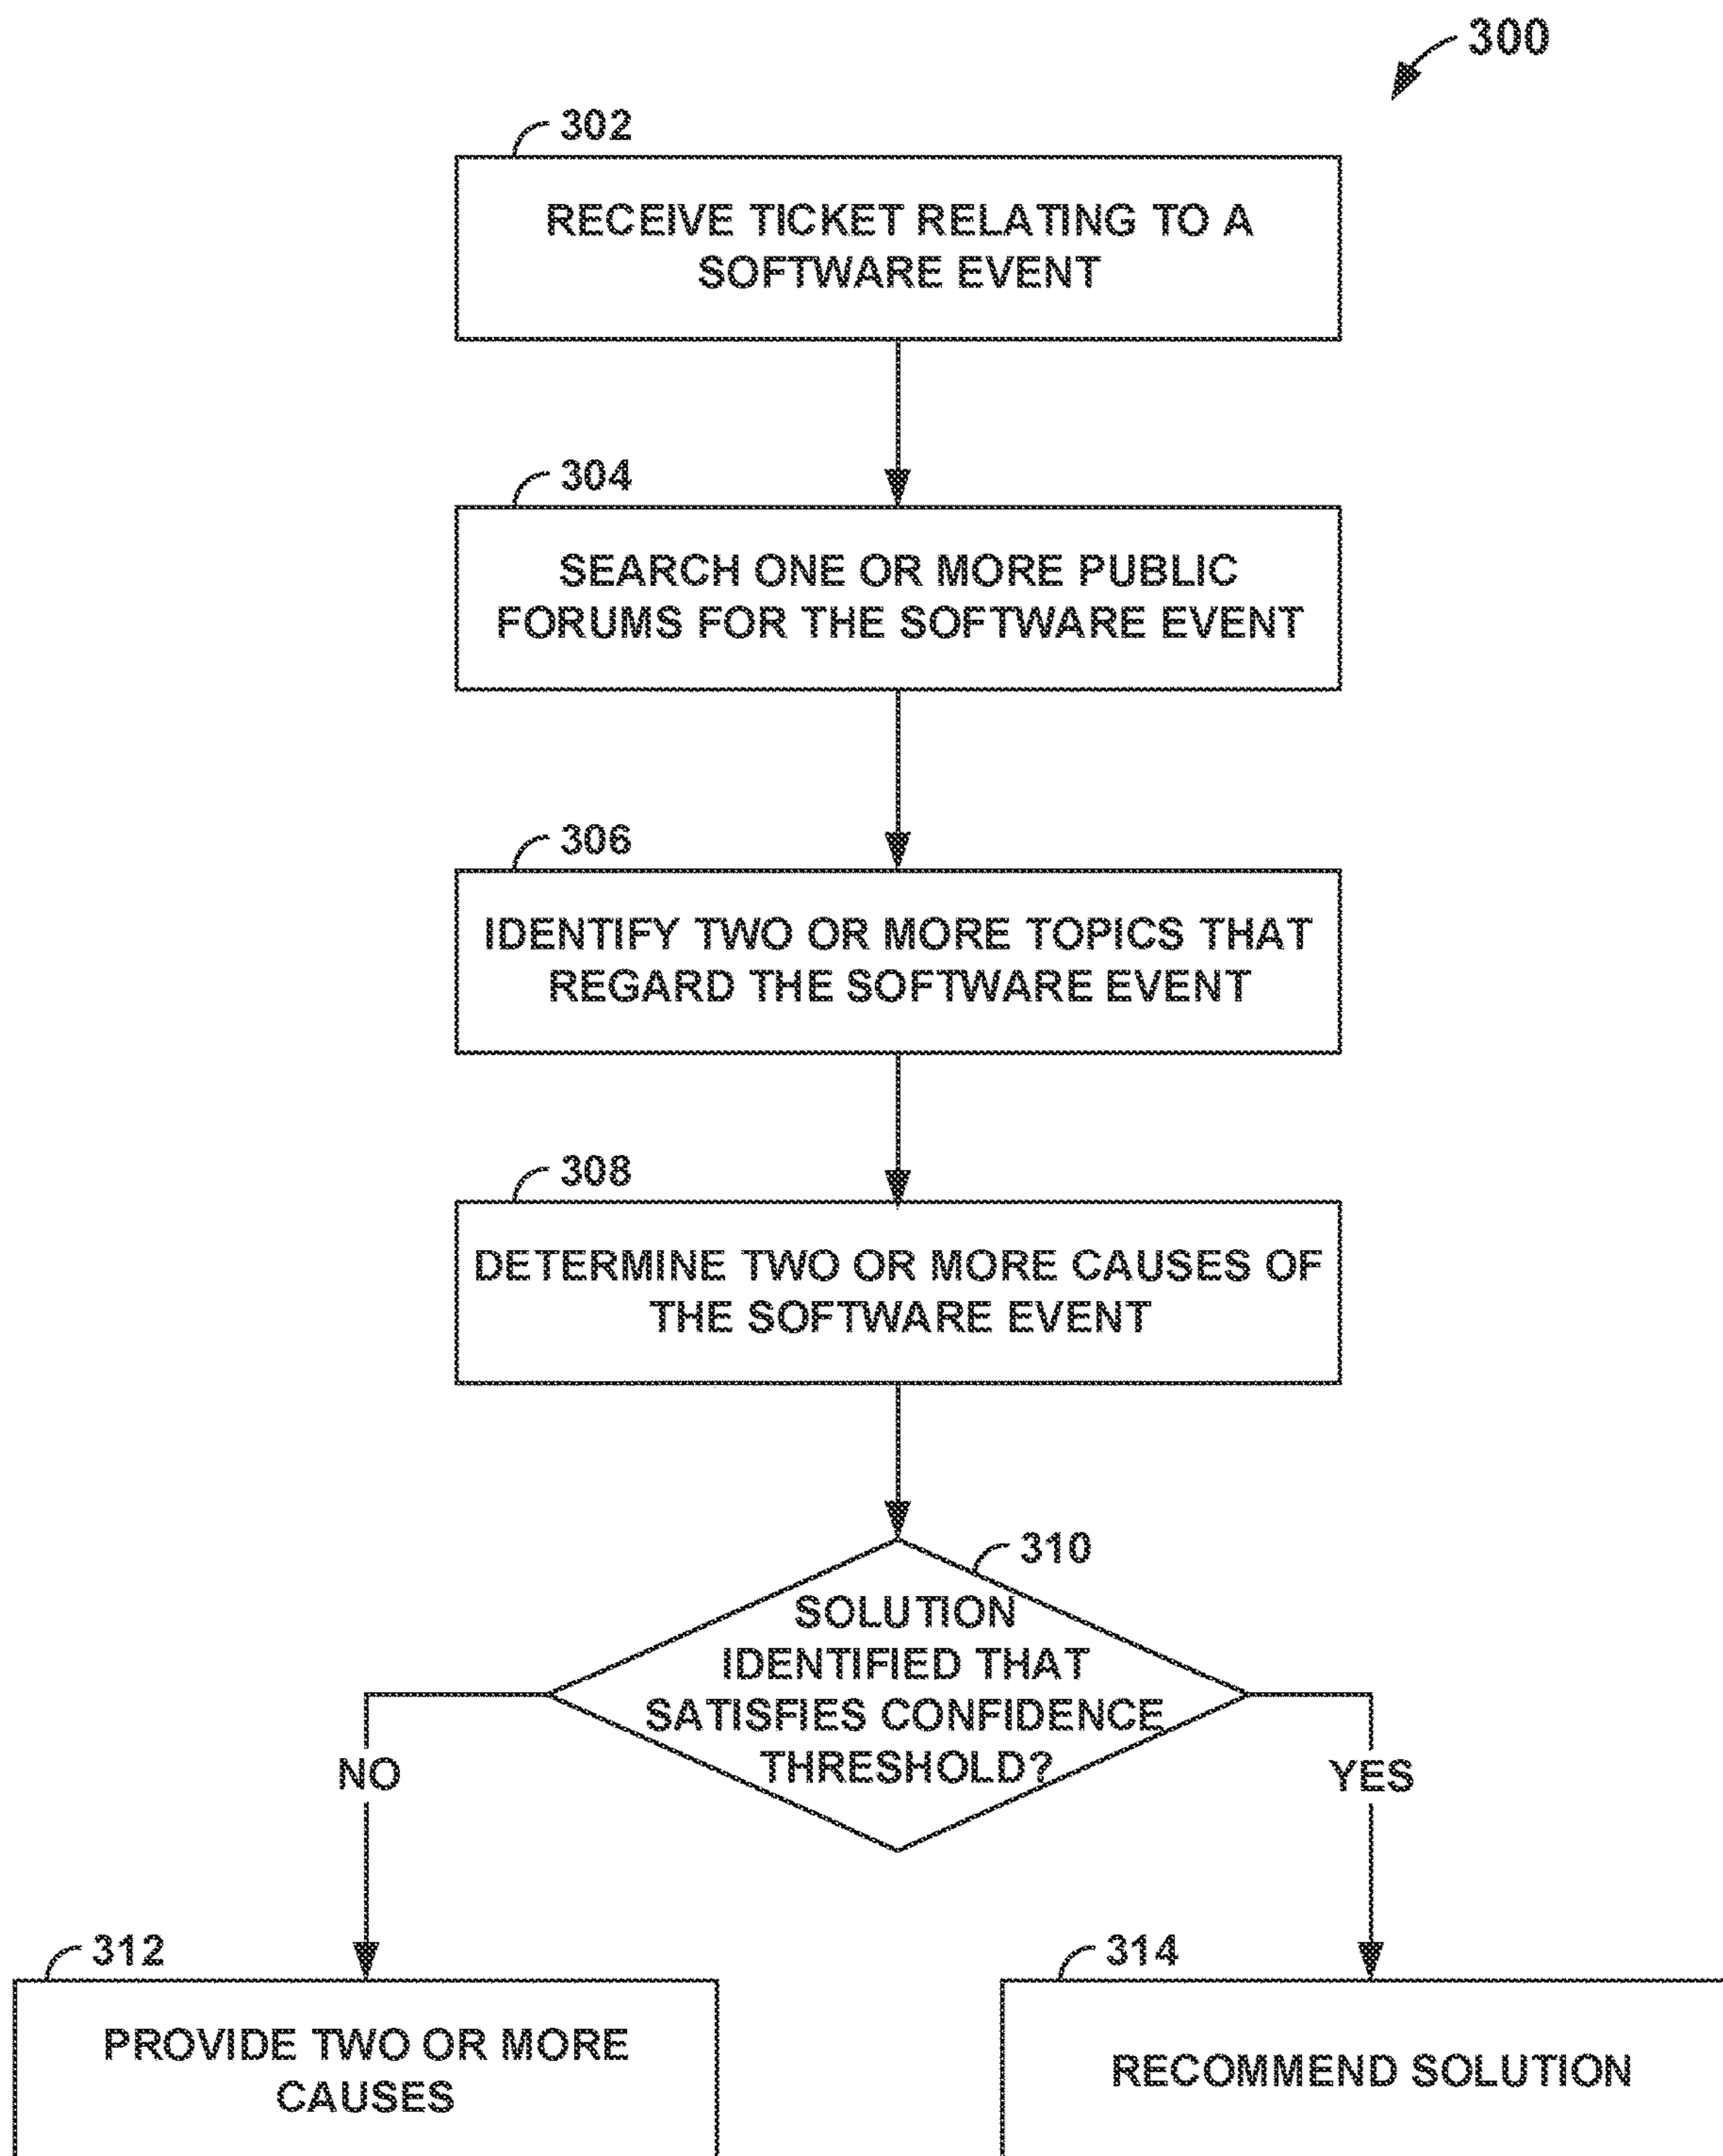 300
302
RECEIVE TICKET RELATING TO A
SOFTWARE EVENT
304
SEARCH ONE OR MORE PUBLIC
FORUMS FOR THE SOFTWARE EVENT
306
IDENTIFY TWO OR MORE TOPICS THAT
REGARD THE SOFTWARE EVENT
308
DETERMINE TWO OR MORE CAUSES OF
THE SOFTWARE EVENT
310
SOLUTION
IDENTIFIED THAT
SATISFIES CONFIDENCE
THRESHOLD?
NO
YES
312
PROVIDE TWO OR MORE
CAUSES
314
RECOMMEND SOLUTION